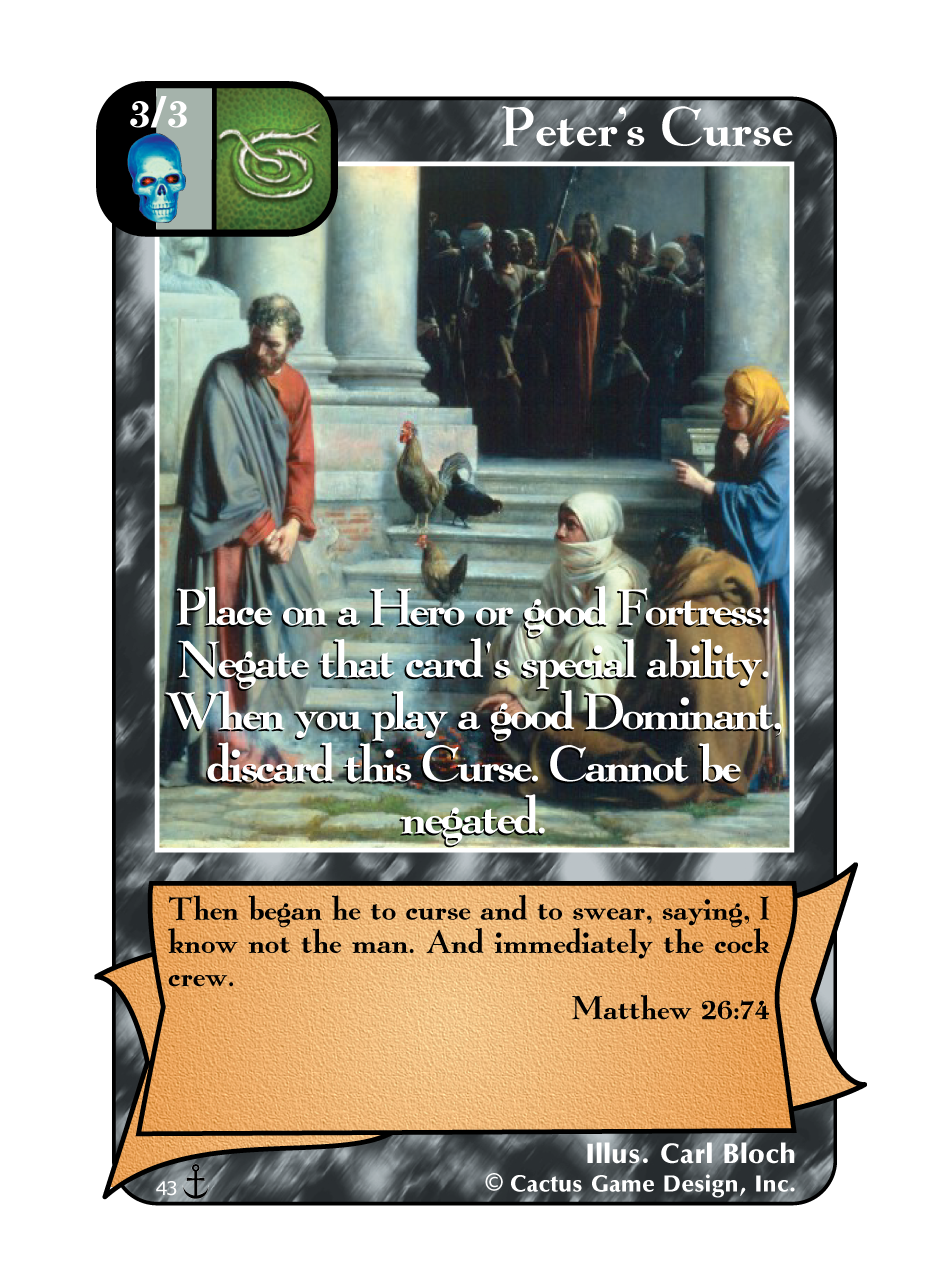 3/3
Peter's Curse
Place on a Hero or good Fortress:
Negate that card's special ability.
When you play a good Dominant,
discard this Curse. Cannot be
negated.
Then began he to curse and to swear, saying, I
know not the man. And immediately the cock
crew.
Matthew 26:74
Illus. Carl Bloch
43
© Cactus Game Design, Inc.